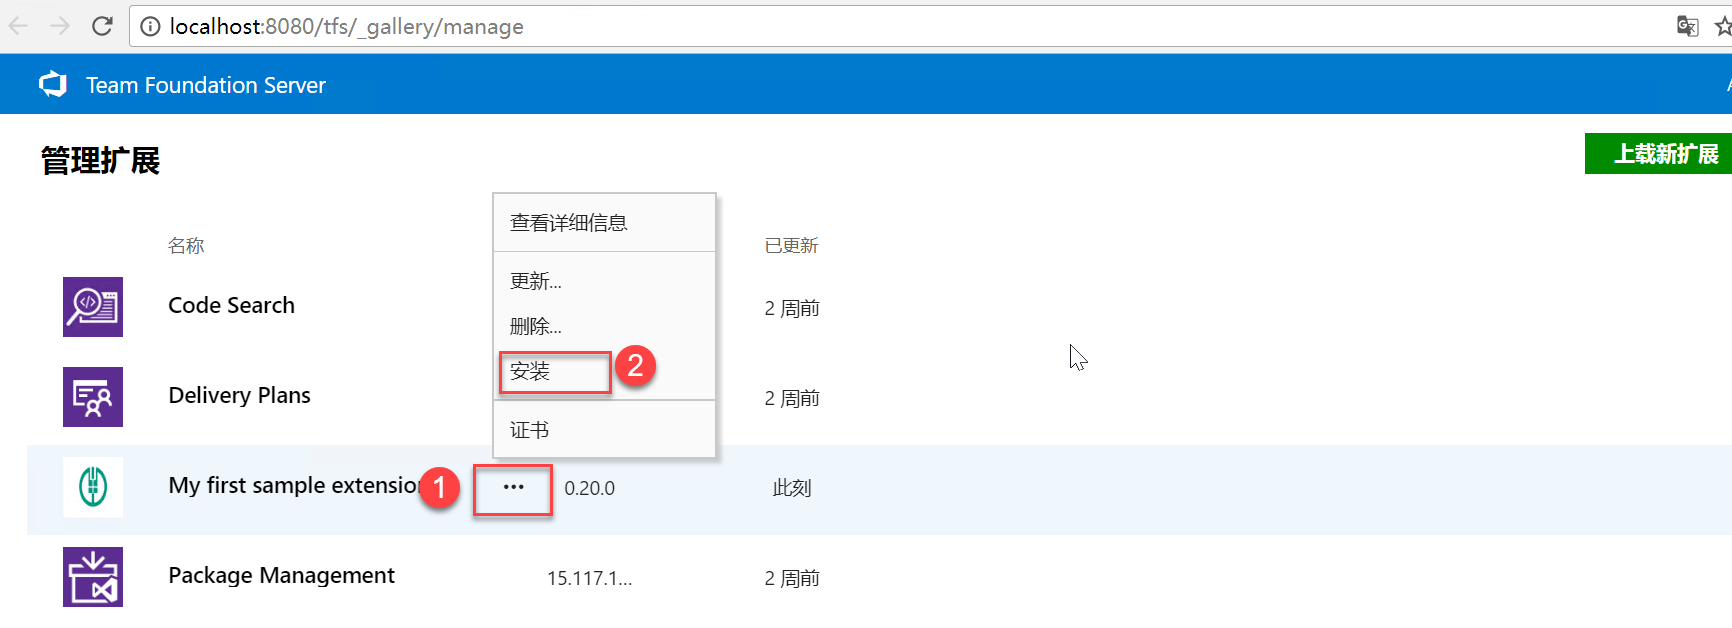 localhost:8080/tfs/_gallery/manage
Team Foundation Server
管理扩展
上载新扩展
名称
已更新
查看详细信息
更新...
删除...
安装
2
证书
Code Search
2 周前
Delivery Plans
2 周前
My first sample extension
1
...
0.20.0
此刻
Package Management
15.117.1...
2 周前